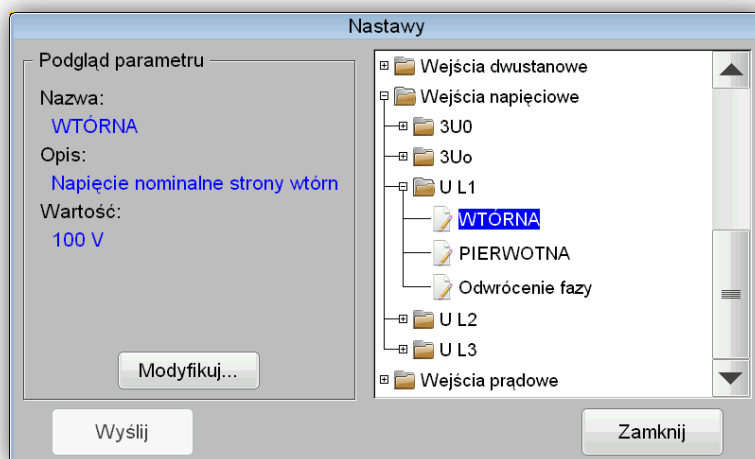 Nastawy
Podgląd parametru
Nazwa:
WTÓRNA
Opis:
Napięcie nominalne strony wtórn
Wartość:
100 V
Modyfikuj...
Wejścia dwustanowe
Wejścia napięciowe
3U0
3Uo
U L1
WTÓRNA
PIERWOTNA
Odwrócenie fazy
U L2
U L3
Wejścia prądowe
Wyślij
Zamknij